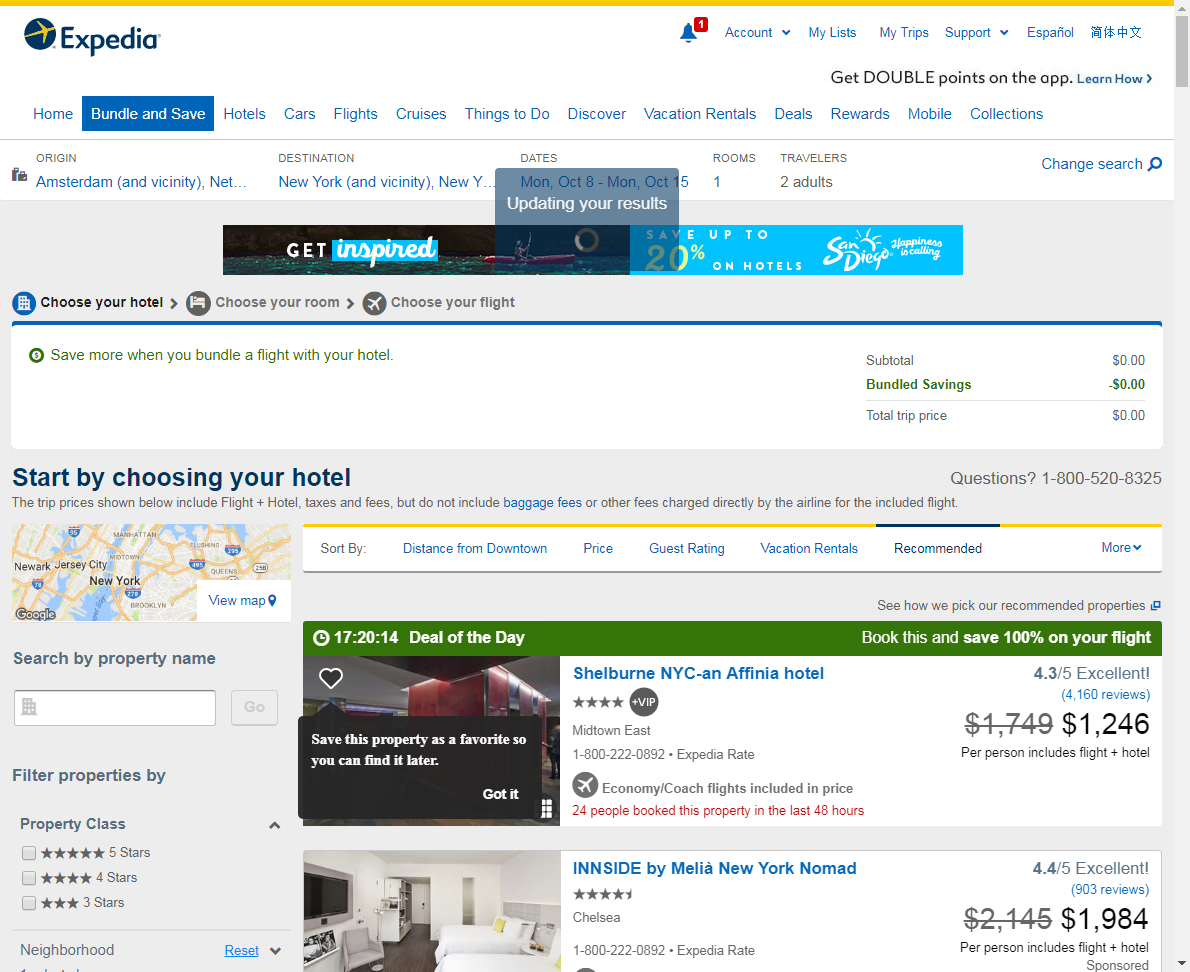 Expedia
1
Account
My Lists
My Trips
Support
Español
简体中文
Get DOUBLE points on the app. Learn How
Home
Bundle and Save
Hotels
Cars
Flights
Cruises
Things to Do
Discover
Vacation Rentals
Deals
Rewards
Mobile
Collections
ORIGIN
DESTINATION
DATES
ROOMS
TRAVELERS
Amsterdam (and vicinity), Net...
New York (and vicinity), New Y...
Mon, Oct 8 - Mon, Oct 15
1
2 adults
Change search
Updating your results
GET inspired
SAVE UP TO
20%
ON HOTELS
San Diego
Happiness is calling
Choose your hotel
Choose your room
Choose your flight
Save more when you bundle a flight with your hotel.
Subtotal $0.00
Bundled Savings -$0.00
Total trip price $0.00
Start by choosing your hotel
Questions? 1-800-520-8325
The trip prices shown below include Flight + Hotel, taxes and fees, but do not include baggage fees or other fees charged directly by the airline for the included flight.
MANHATTAN
FLUSHING
295
MIDTOWN
Newark
Jersey City
495
QUEENS
25B
New York
78
278
BROOKLYN
Google
View map
Sort By:
Distance from Downtown
Price
Guest Rating
Vacation Rentals
Recommended
More
See how we pick our recommended properties
Search by property name
Go
Filter properties by
Property Class
5 Stars
4 Stars
3 Stars
Neighborhood
Reset
17:20:14 Deal of the Day
Book this and save 100% on your flight
Save this property as a favorite so
you can find it later.
Got it
Shelburne NYC-an Affinia hotel
+VIP
Midtown East
1-800-222-0892 • Expedia Rate
Economy/Coach flights included in price
24 people booked this property in the last 48 hours
4.3/5 Excellent!
(4,160 reviews)
$1,749 $1,246
Per person includes flight + hotel
INNSIDE by Melià New York Nomad
Chelsea
1-800-222-0892 • Expedia Rate
4.4/5 Excellent!
(903 reviews)
$2,145 $1,984
Per person includes flight + hotel
Sponsored